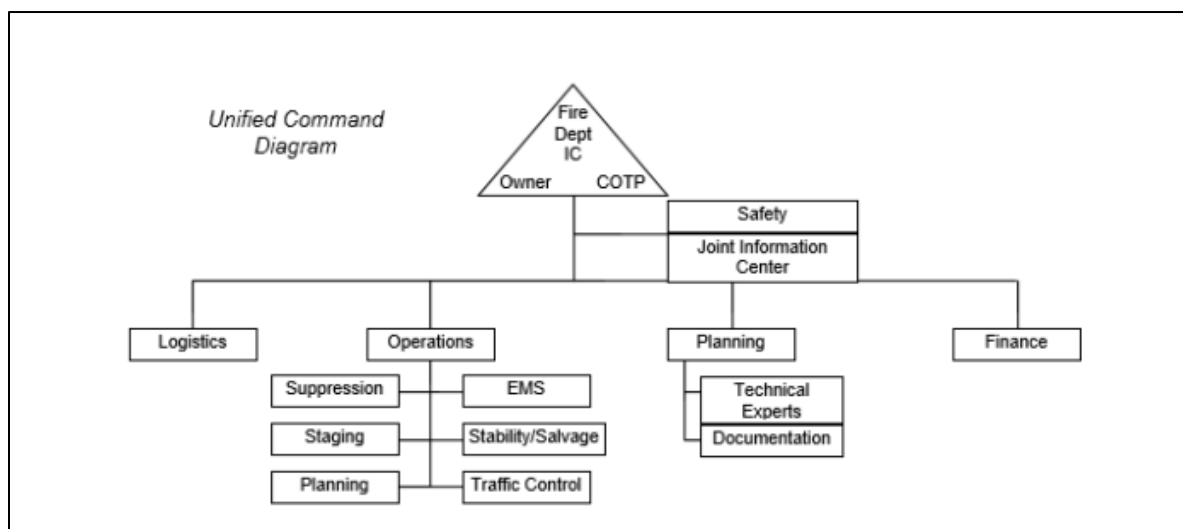 Unified Command
Diagram
Fire
Dept
IC
Owner COTP
Safety
Joint Information
Center
Logistics Operations Planning Finance
Suppression EMS Technical
Experts
Staging Stability/Salvage Documentation
Planning Traffic Control